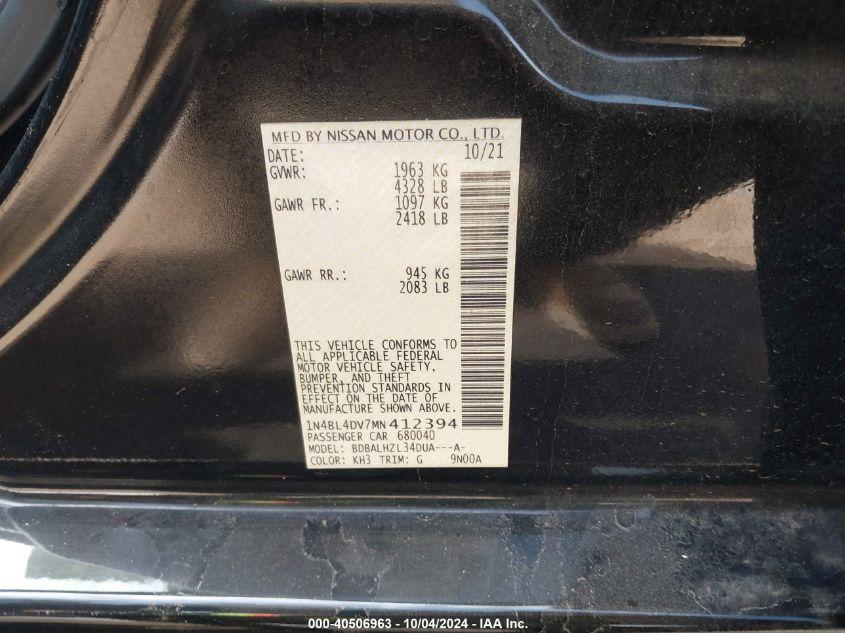 MFD BY NISSAN MOTOR CO., LTD.
DATE: 10/21
GVWR: 1963 KG
4328 LB
GAWR FR.: 1097 KG
2418 LB
GAWR RR.: 945 KG
2083 LB
THIS VEHICLE CONFORMS TO
ALL APPLICABLE FEDERAL
MOTOR VEHICLE SAFETY,
BUMPER, AND THEFT
PREVENTION STANDARDS IN
EFFECT ON THE DATE OF
MANUFACTURE SHOWN ABOVE.
1N4BL4DV7MN412394
PASSENGER CAR 680040
MODEL: BDBALHZL34DUA---A-
COLOR: KH3 TRIM: G 9N00A
000-40506963 - 10/04/2024 - IAA Inc.